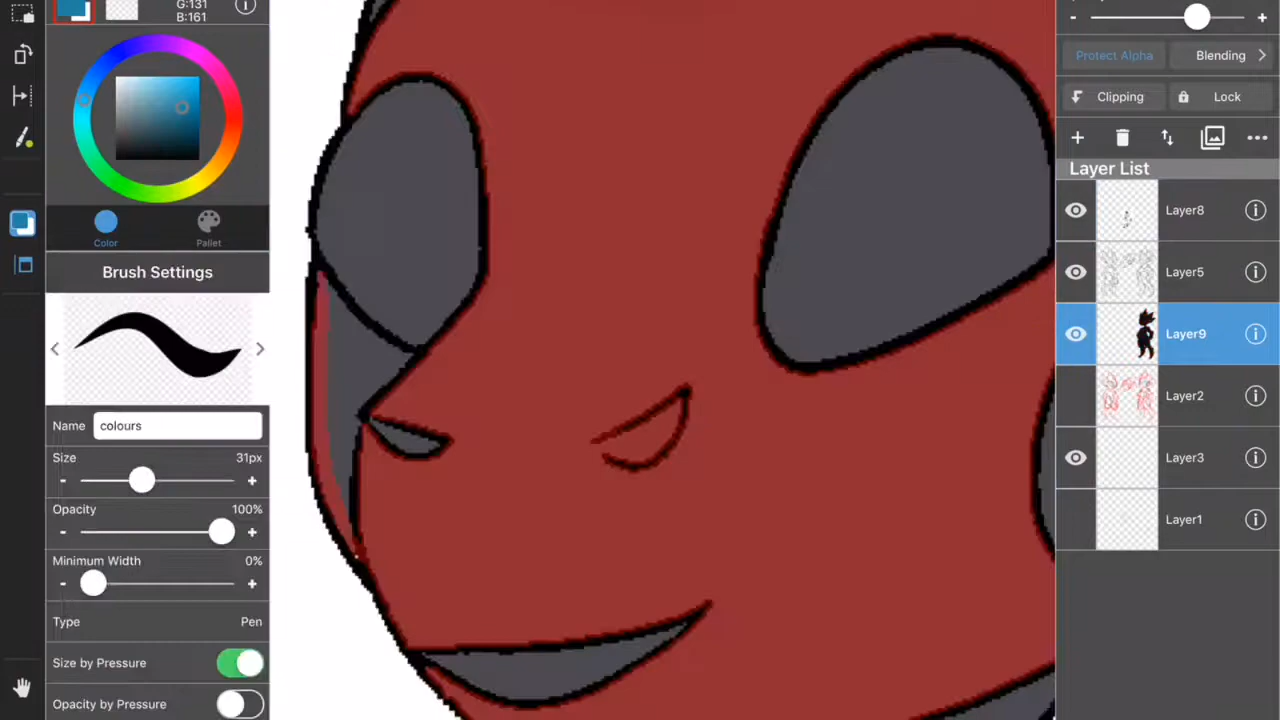 G:131
B:161
Color
Pallet
Brush Settings
Name colours
Size 31px
Opacity 100%
Minimum Width 0%
Type Pen
Size by Pressure
Opacity by Pressure
Protect Alpha
Blending
Clipping
Lock
Layer List
Layer8
Layer5
Layer9
Layer2
Layer3
Layer1